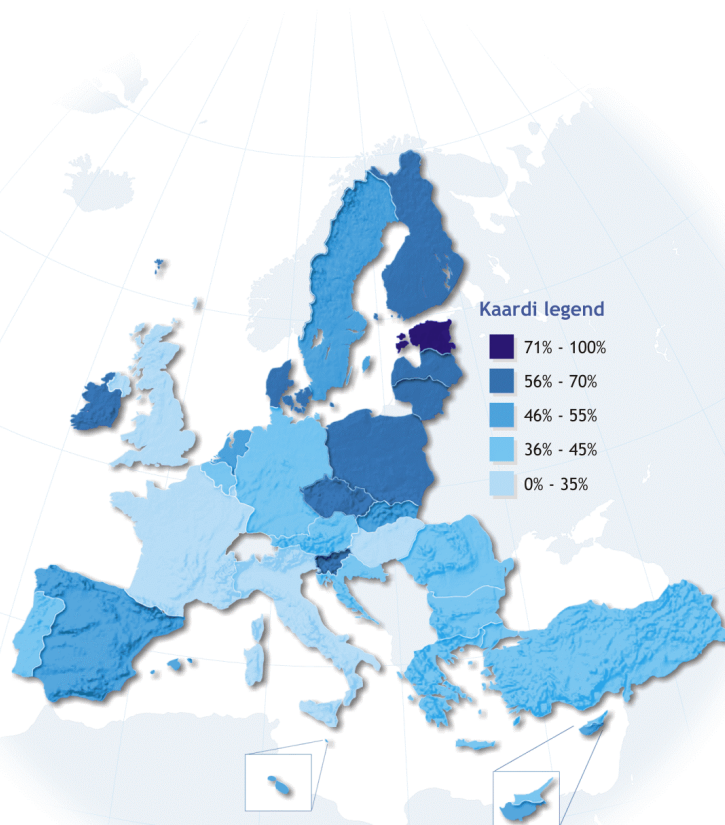 Kaardi legend
71% - 100%
56% - 70%
46% - 55%
36% - 45%
0% - 35%